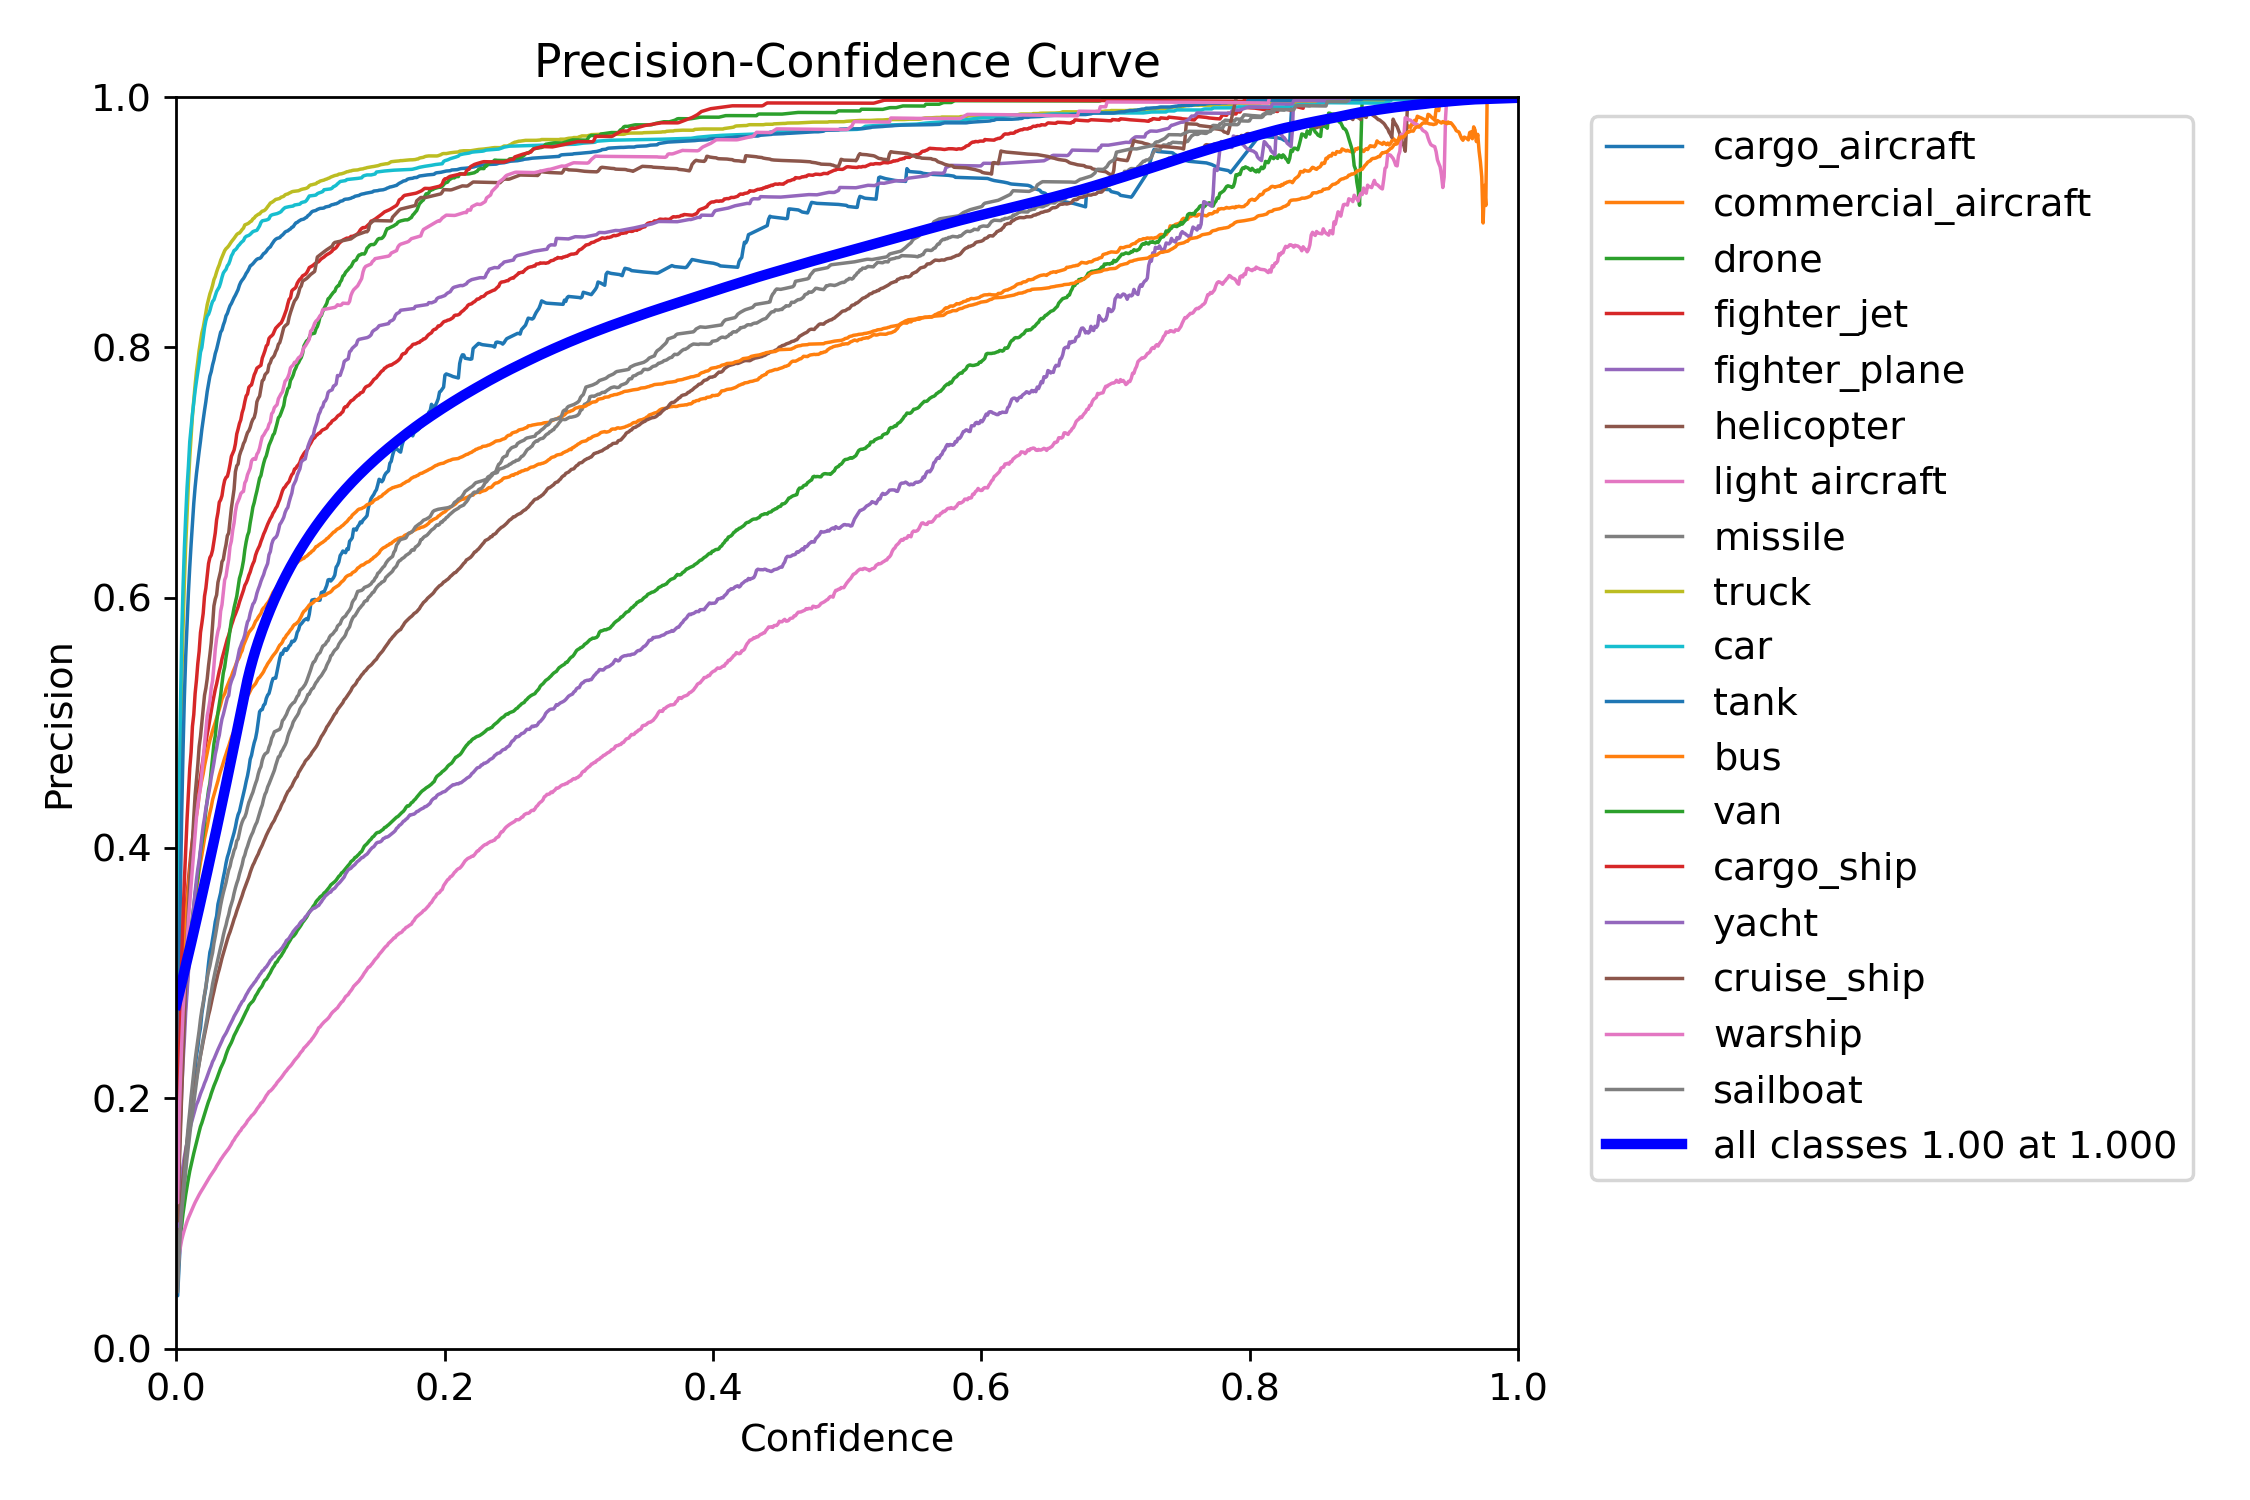 Precision-Confidence Curve
1.0
0.8
0.6
0.4
0.2
0.0
Precision
0.0 0.2 0.4 0.6 0.8 1.0
Confidence
cargo_aircraft
commercial_aircraft
drone
fighter_jet
fighter_plane
helicopter
light aircraft
missile
truck
car
tank
bus
van
cargo_ship
yacht
cruise_ship
warship
sailboat
all classes 1.00 at 1.000